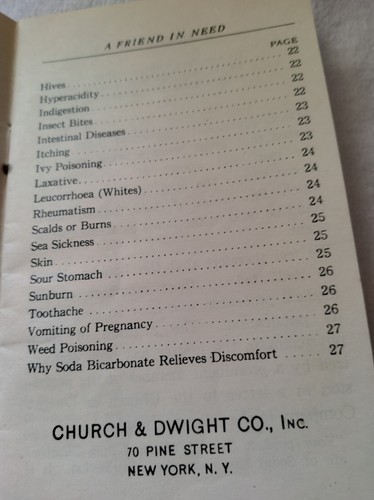 A FRIEND IN NEED
PAGE
Hives 22
Hyperacidity 22
Indigestion 22
Insect Bites 22
Intestinal Diseases 23
Itching 23
Ivy Poisoning 23
Laxative 24
Leucorrhoea (Whites) 24
Rheumatism 24
Scalds or Burns 24
Sea Sickness 25
Skin 25
Sour Stomach 25
Sunburn 26
Toothache 26
Vomiting of Pregnancy 26
Weed Poisoning 27
Why Soda Bicarbonate Relieves Discomfort 27
CHURCH & DWIGHT CO., INC.
70 PINE STREET
NEW YORK, N. Y.